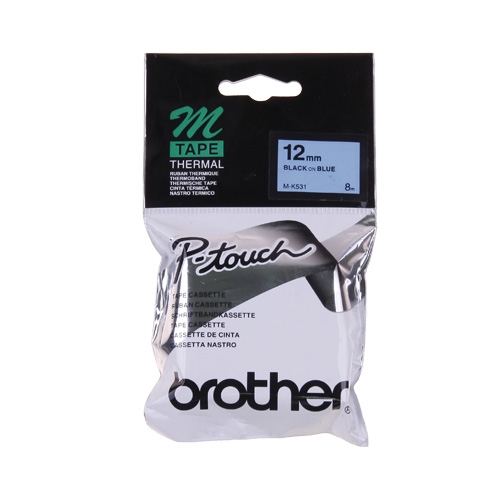 M
TAPE
THERMAL
RUBAN THERMIQUE
THERMOBAND
THERMISCHE TAPE
CINTA TÉRMICA
NASTRO TERMICO
12mm
BLACK ON BLUE
M-K531
8m
P-touch
TAPE CASSETTE
RUBAN CASSETTE
SCHRIFTBANDKASSETTE
TAPE CASSETTE
CASSETTE DE CINTA
CASSETTA NASTRO
brother
®